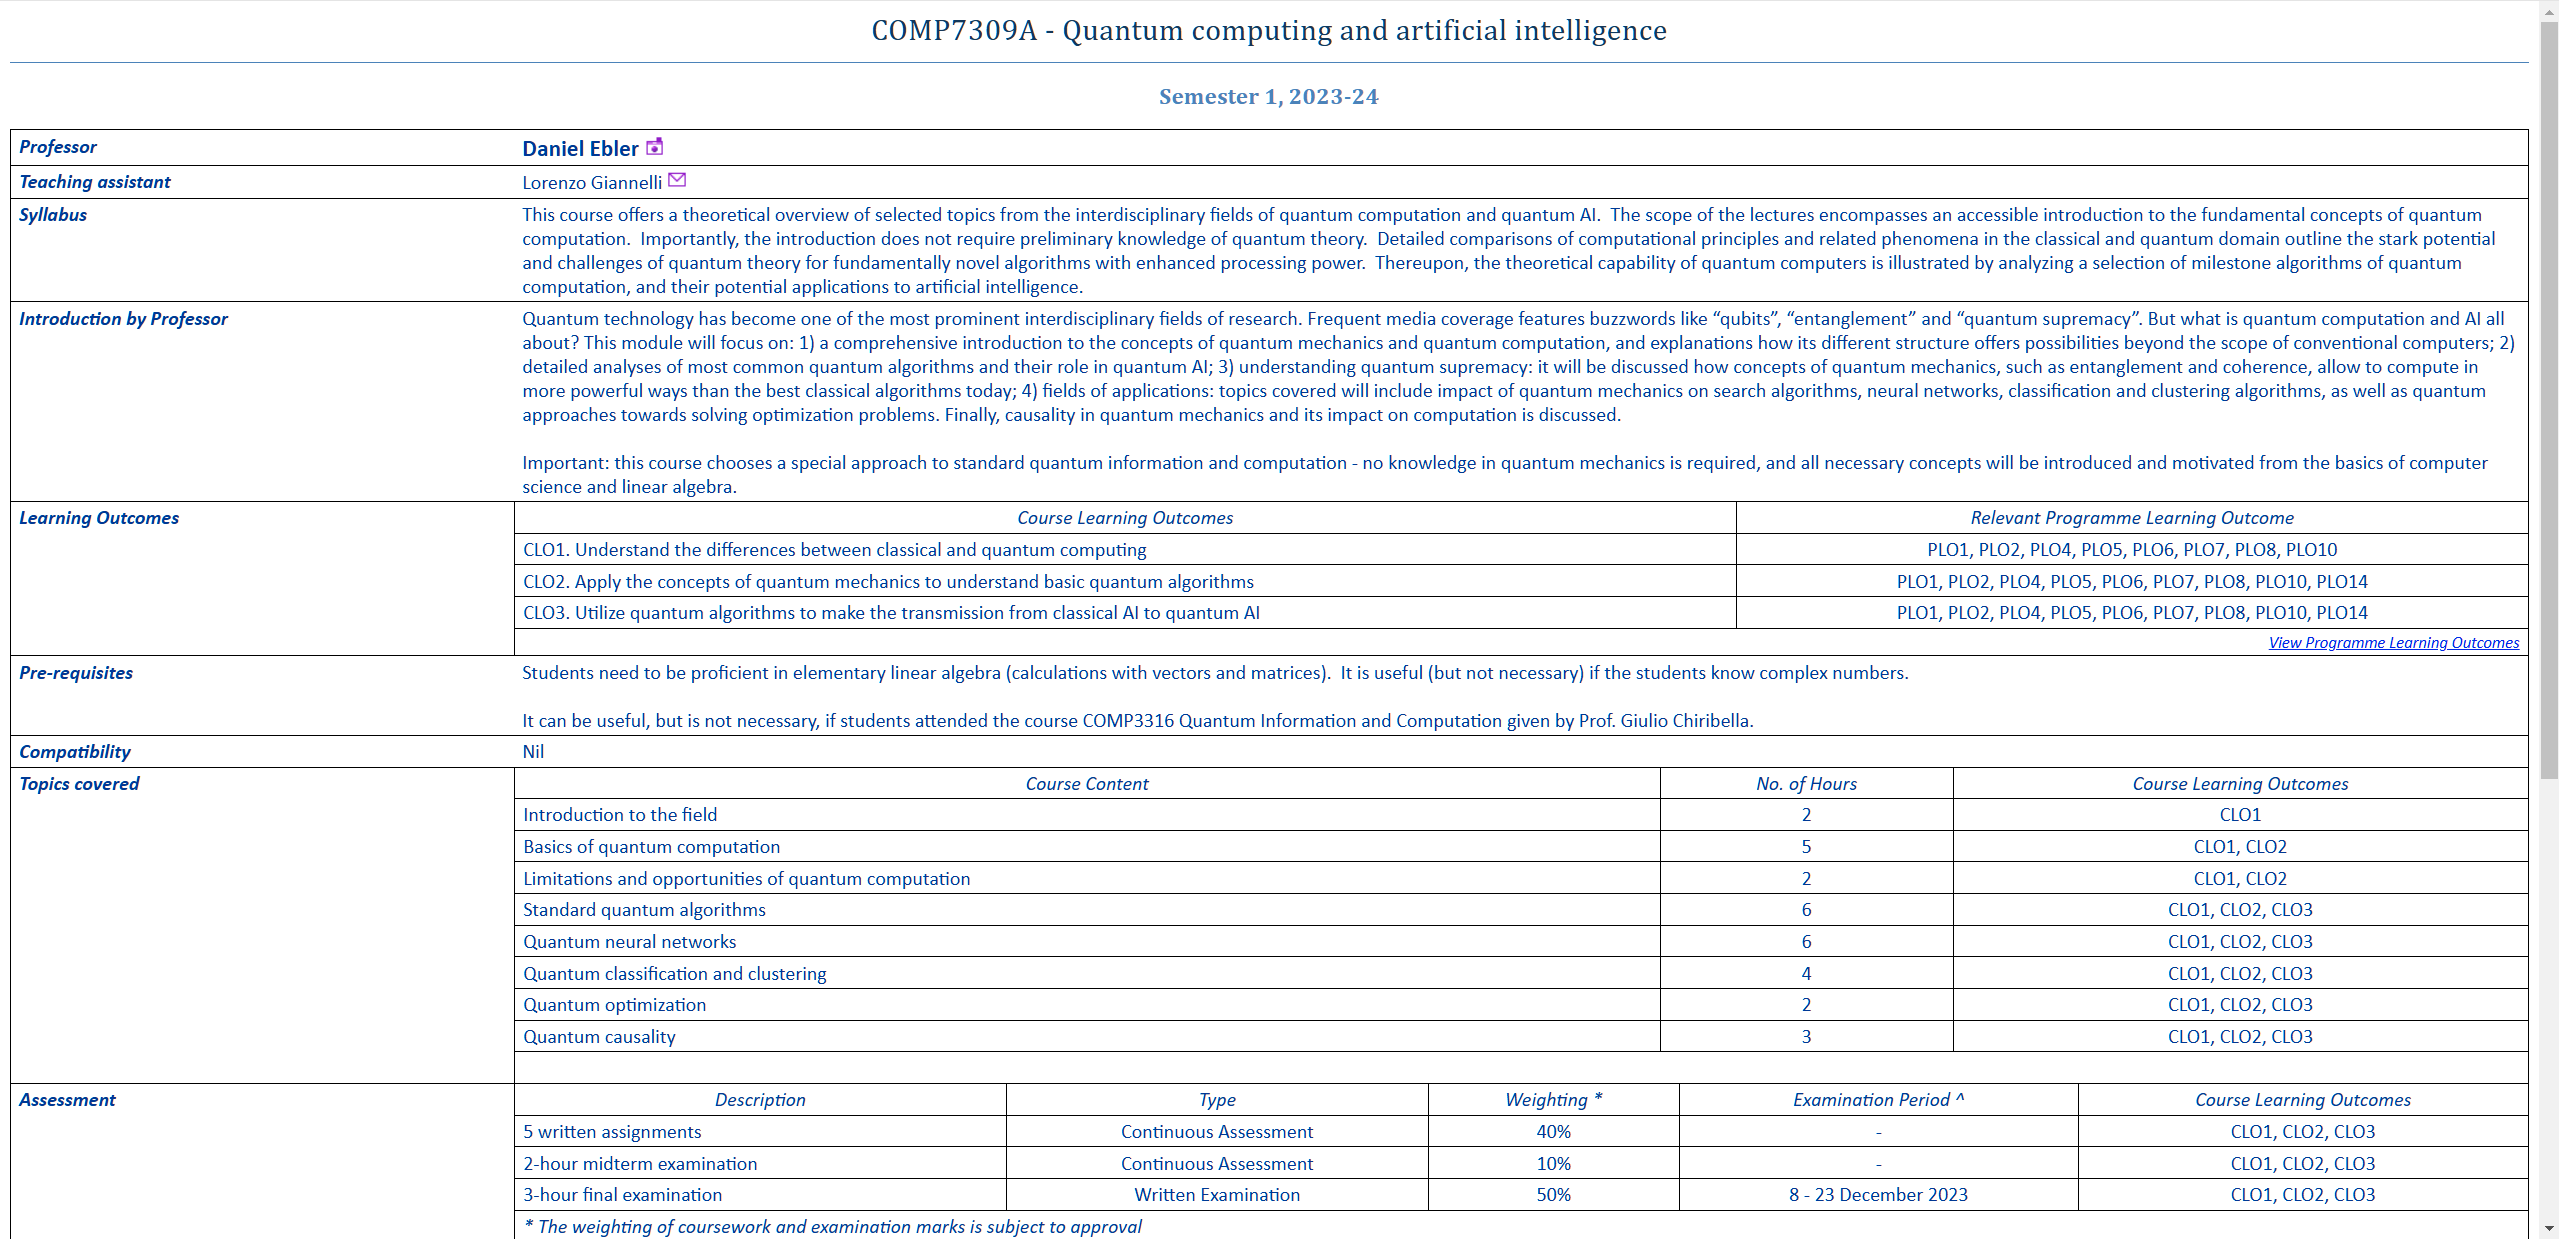 COMP7309A - Quantum computing and artificial intelligence
Semester 1, 2023-24
Professor
Daniel Ebler
Teaching assistant
Lorenzo Giannelli
Syllabus
This course offers a theoretical overview of selected topics from the interdisciplinary fields of quantum computation and quantum AI.  The scope of the lectures encompasses an accessible introduction to the fundamental concepts of quantum
computation.  Importantly, the introduction does not require preliminary knowledge of quantum theory.  Detailed comparisons of computational principles and related phenomena in the classical and quantum domain outline the stark potential
and challenges of quantum theory for fundamentally novel algorithms with enhanced processing power.  Thereupon, the theoretical capability of quantum computers is illustrated by analyzing a selection of milestone algorithms of quantum
computation, and their potential applications to artificial intelligence.
Introduction by Professor
Quantum technology has become one of the most prominent interdisciplinary fields of research. Frequent media coverage features buzzwords like “qubits”, “entanglement” and “quantum supremacy”. But what is quantum computation and AI all
about? This module will focus on: 1) a comprehensive introduction to the concepts of quantum mechanics and quantum computation, and explanations how its different structure offers possibilities beyond the scope of conventional computers; 2)
detailed analyses of most common quantum algorithms and their role in quantum AI; 3) understanding quantum supremacy: it will be discussed how concepts of quantum mechanics, such as entanglement and coherence, allow to compute in
more powerful ways than the best classical algorithms today; 4) fields of applications: topics covered will include impact of quantum mechanics on search algorithms, neural networks, classification and clustering algorithms, as well as quantum
approaches towards solving optimization problems. Finally, causality in quantum mechanics and its impact on computation is discussed.
Important: this course chooses a special approach to standard quantum information and computation - no knowledge in quantum mechanics is required, and all necessary concepts will be introduced and motivated from the basics of computer
science and linear algebra.
Learning Outcomes
Course Learning Outcomes Relevant Programme Learning Outcome
CLO1. Understand the differences between classical and quantum computing PLO1, PLO2, PLO4, PLO5, PLO6, PLO7, PLO8, PLO10
CLO2. Apply the concepts of quantum mechanics to understand basic quantum algorithms PLO1, PLO2, PLO4, PLO5, PLO6, PLO7, PLO8, PLO10, PLO14
CLO3. Utilize quantum algorithms to make the transmission from classical AI to quantum AI PLO1, PLO2, PLO4, PLO5, PLO6, PLO7, PLO8, PLO10, PLO14
View Programme Learning Outcomes
Pre-requisites
Students need to be proficient in elementary linear algebra (calculations with vectors and matrices).  It is useful (but not necessary) if the students know complex numbers.
It can be useful, but is not necessary, if students attended the course COMP3316 Quantum Information and Computation given by Prof. Giulio Chiribella.
Compatibility
Nil
Topics covered
Course Content No. of Hours Course Learning Outcomes
Introduction to the field 2 CLO1
Basics of quantum computation 5 CLO1, CLO2
Limitations and opportunities of quantum computation 2 CLO1, CLO2
Standard quantum algorithms 6 CLO1, CLO2, CLO3
Quantum neural networks 6 CLO1, CLO2, CLO3
Quantum classification and clustering 4 CLO1, CLO2, CLO3
Quantum optimization 2 CLO1, CLO2, CLO3
Quantum causality 3 CLO1, CLO2, CLO3
Assessment
Description Type Weighting * Examination Period ^ Course Learning Outcomes
5 written assignments Continuous Assessment 40% - CLO1, CLO2, CLO3
2-hour midterm examination Continuous Assessment 10% - CLO1, CLO2, CLO3
3-hour final examination Written Examination 50% 8 - 23 December 2023 CLO1, CLO2, CLO3
* The weighting of coursework and examination marks is subject to approval